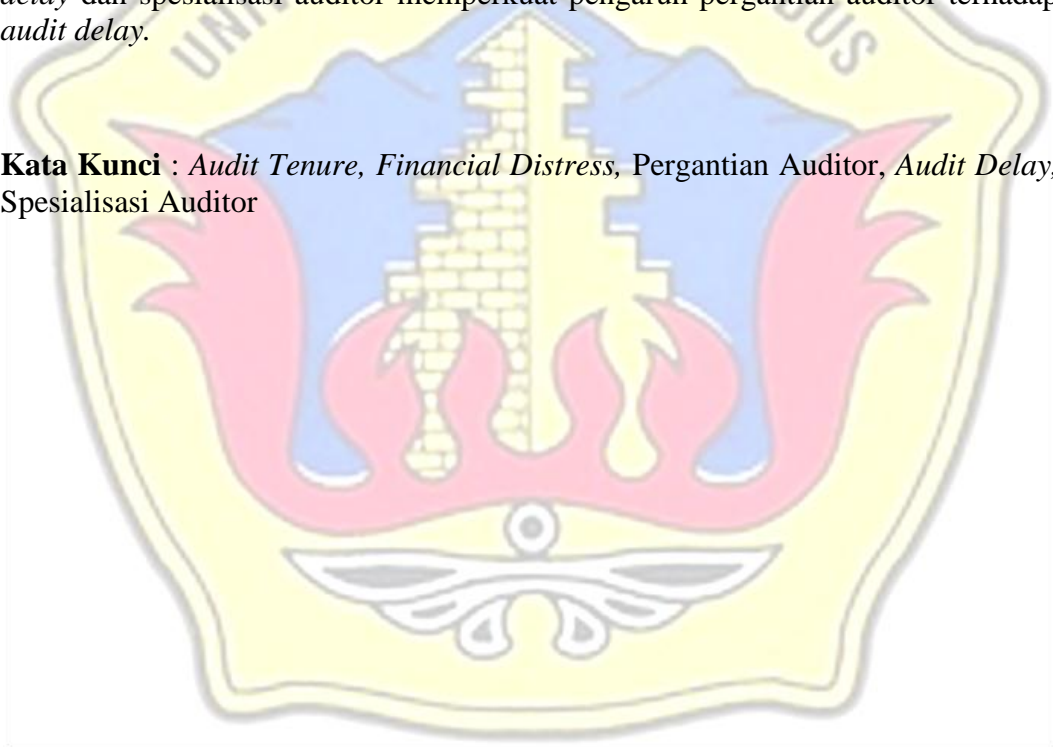 delay dan spesialisasi auditor memperkuat pengaruh pergantian auditor terhadap
audit delay.
Kata Kunci : Audit Tenure, Financial Distress, Pergantian Auditor, Audit Delay,
Spesialisasi Auditor